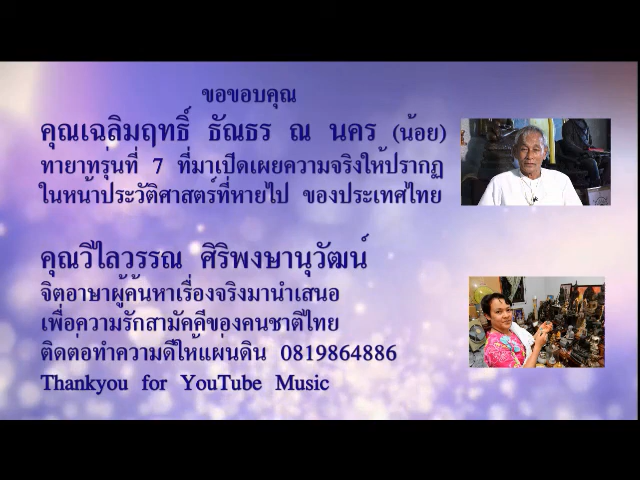 ขอขอบคุณ
คุณเฉลิมฤทธิ์ ธัณธร ณ นคร (น้อย)
ทายาทรุ่นที่ 7 ที่มาเปิดเผยความจริงให้ปรากฏ
ในหน้าประวัติศาสตร์ที่หายไป ของประเทศไทย
คุณวิไลวรรณ ศิริพงษานุวัฒน์
จิตอาษาผู้ค้นหาเรื่องจริงมานำเสนอ
เพื่อความรักสามัคคีของคนชาติไทย
ติดต่อทำความดีให้แผ่นดิน 0819864886
Thankyou for YouTube Music